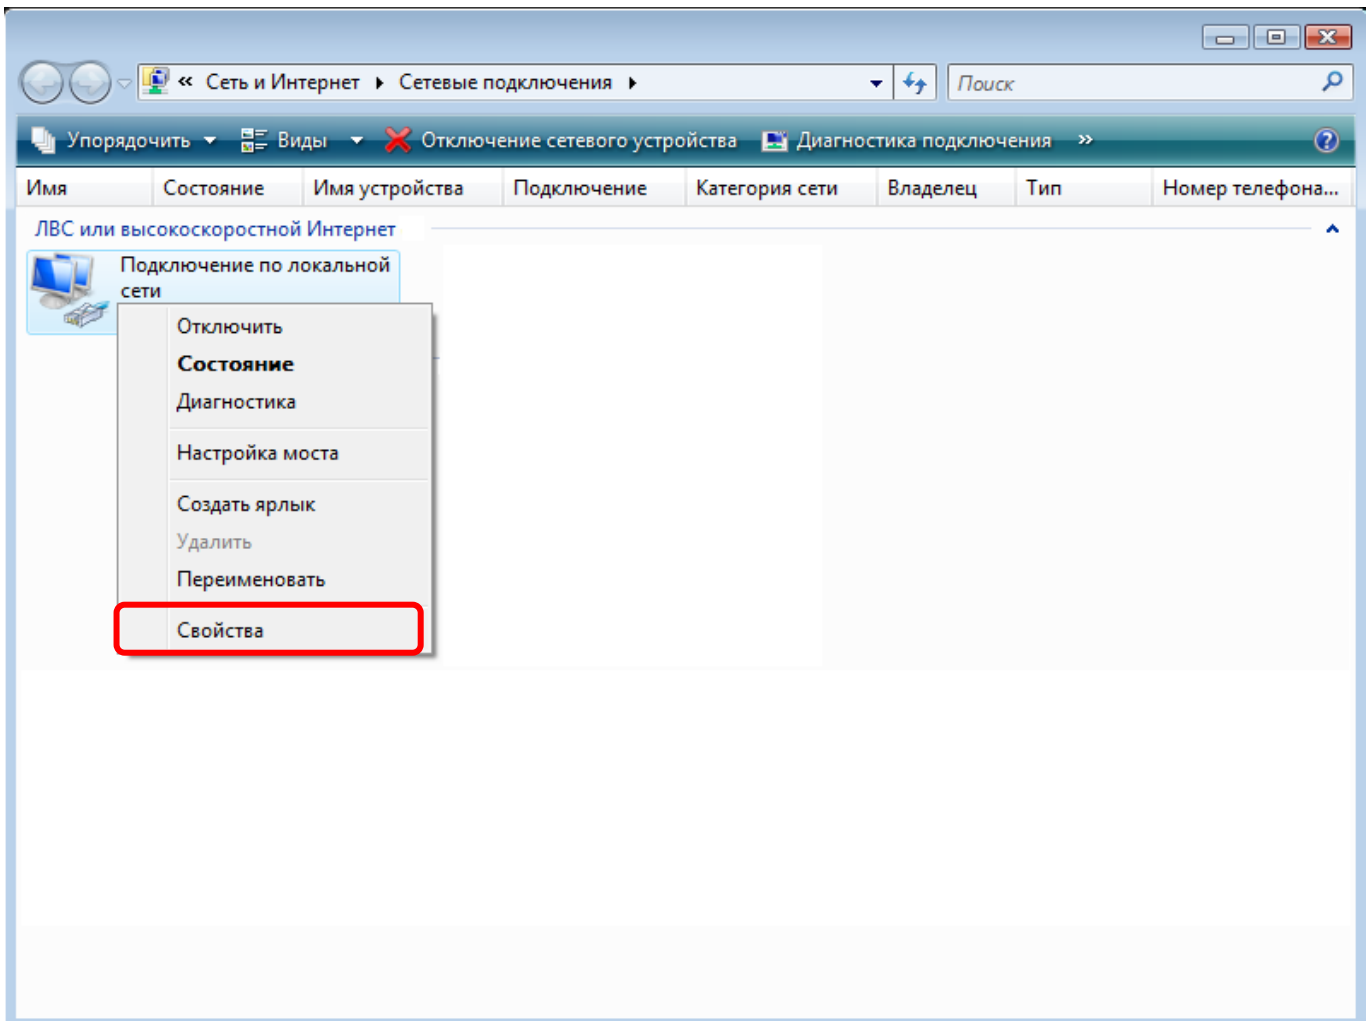 « Сеть и Интернет Сетевые подключения Поиск
Упорядочить Виды Отключение сетевого устройства Диагностика подключения » ?
Имя Состояние Имя устройства Подключение Категория сети Владелец Тип Номер телефона...
ЛВС или высокоскоростной Интернет
Подключение по локальной
сети
Отключить
Состояние
Диагностика
Настройка моста
Создать ярлык
Удалить
Переименовать
Свойства